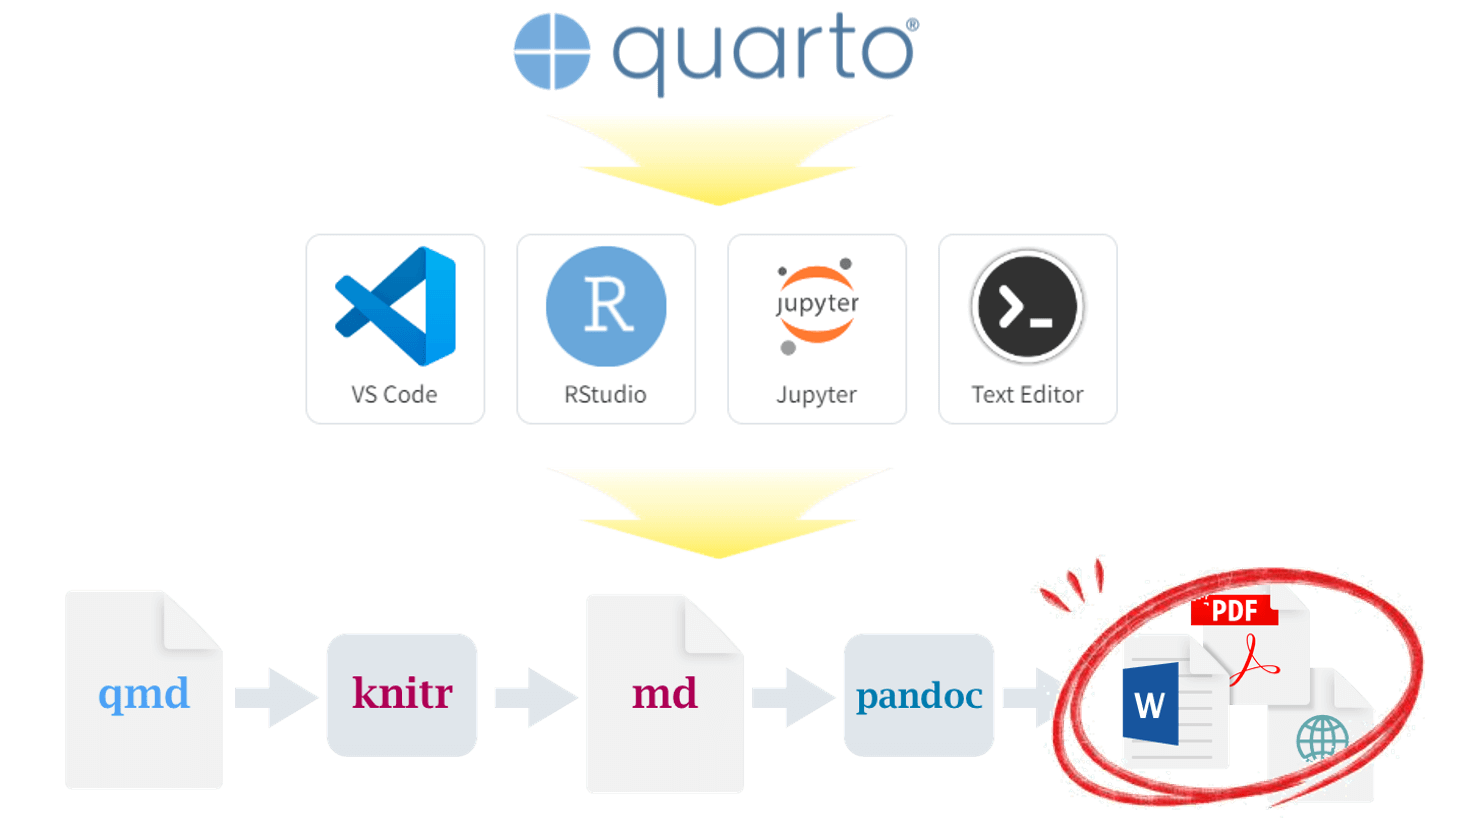 quarto®
VS Code
RStudio
jupyter
Jupyter
Text Editor
qmd
knitr
md
pandoc
PDF
W